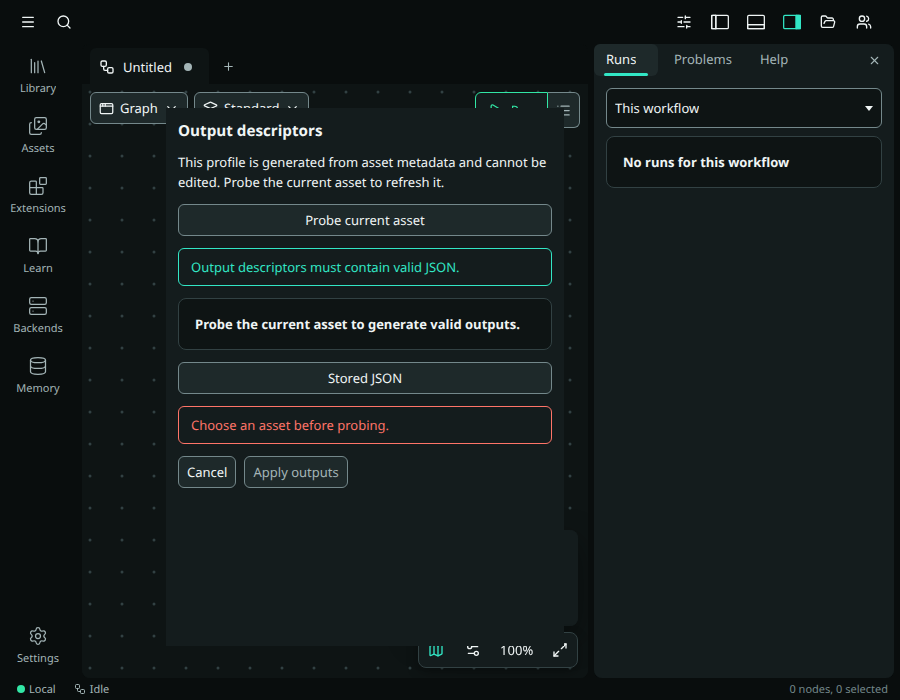 Untitled
Library
Assets
Extensions
Learn
Backends
Memory
Settings
Graph
Standard
Output descriptors
This profile is generated from asset metadata and cannot be
edited. Probe the current asset to refresh it.
Probe current asset
Output descriptors must contain valid JSON.
Probe the current asset to generate valid outputs.
Stored JSON
Choose an asset before probing.
Cancel
Apply outputs
100%
Runs
Problems
Help
This workflow
No runs for this workflow
Local
Idle
0 nodes, 0 selected